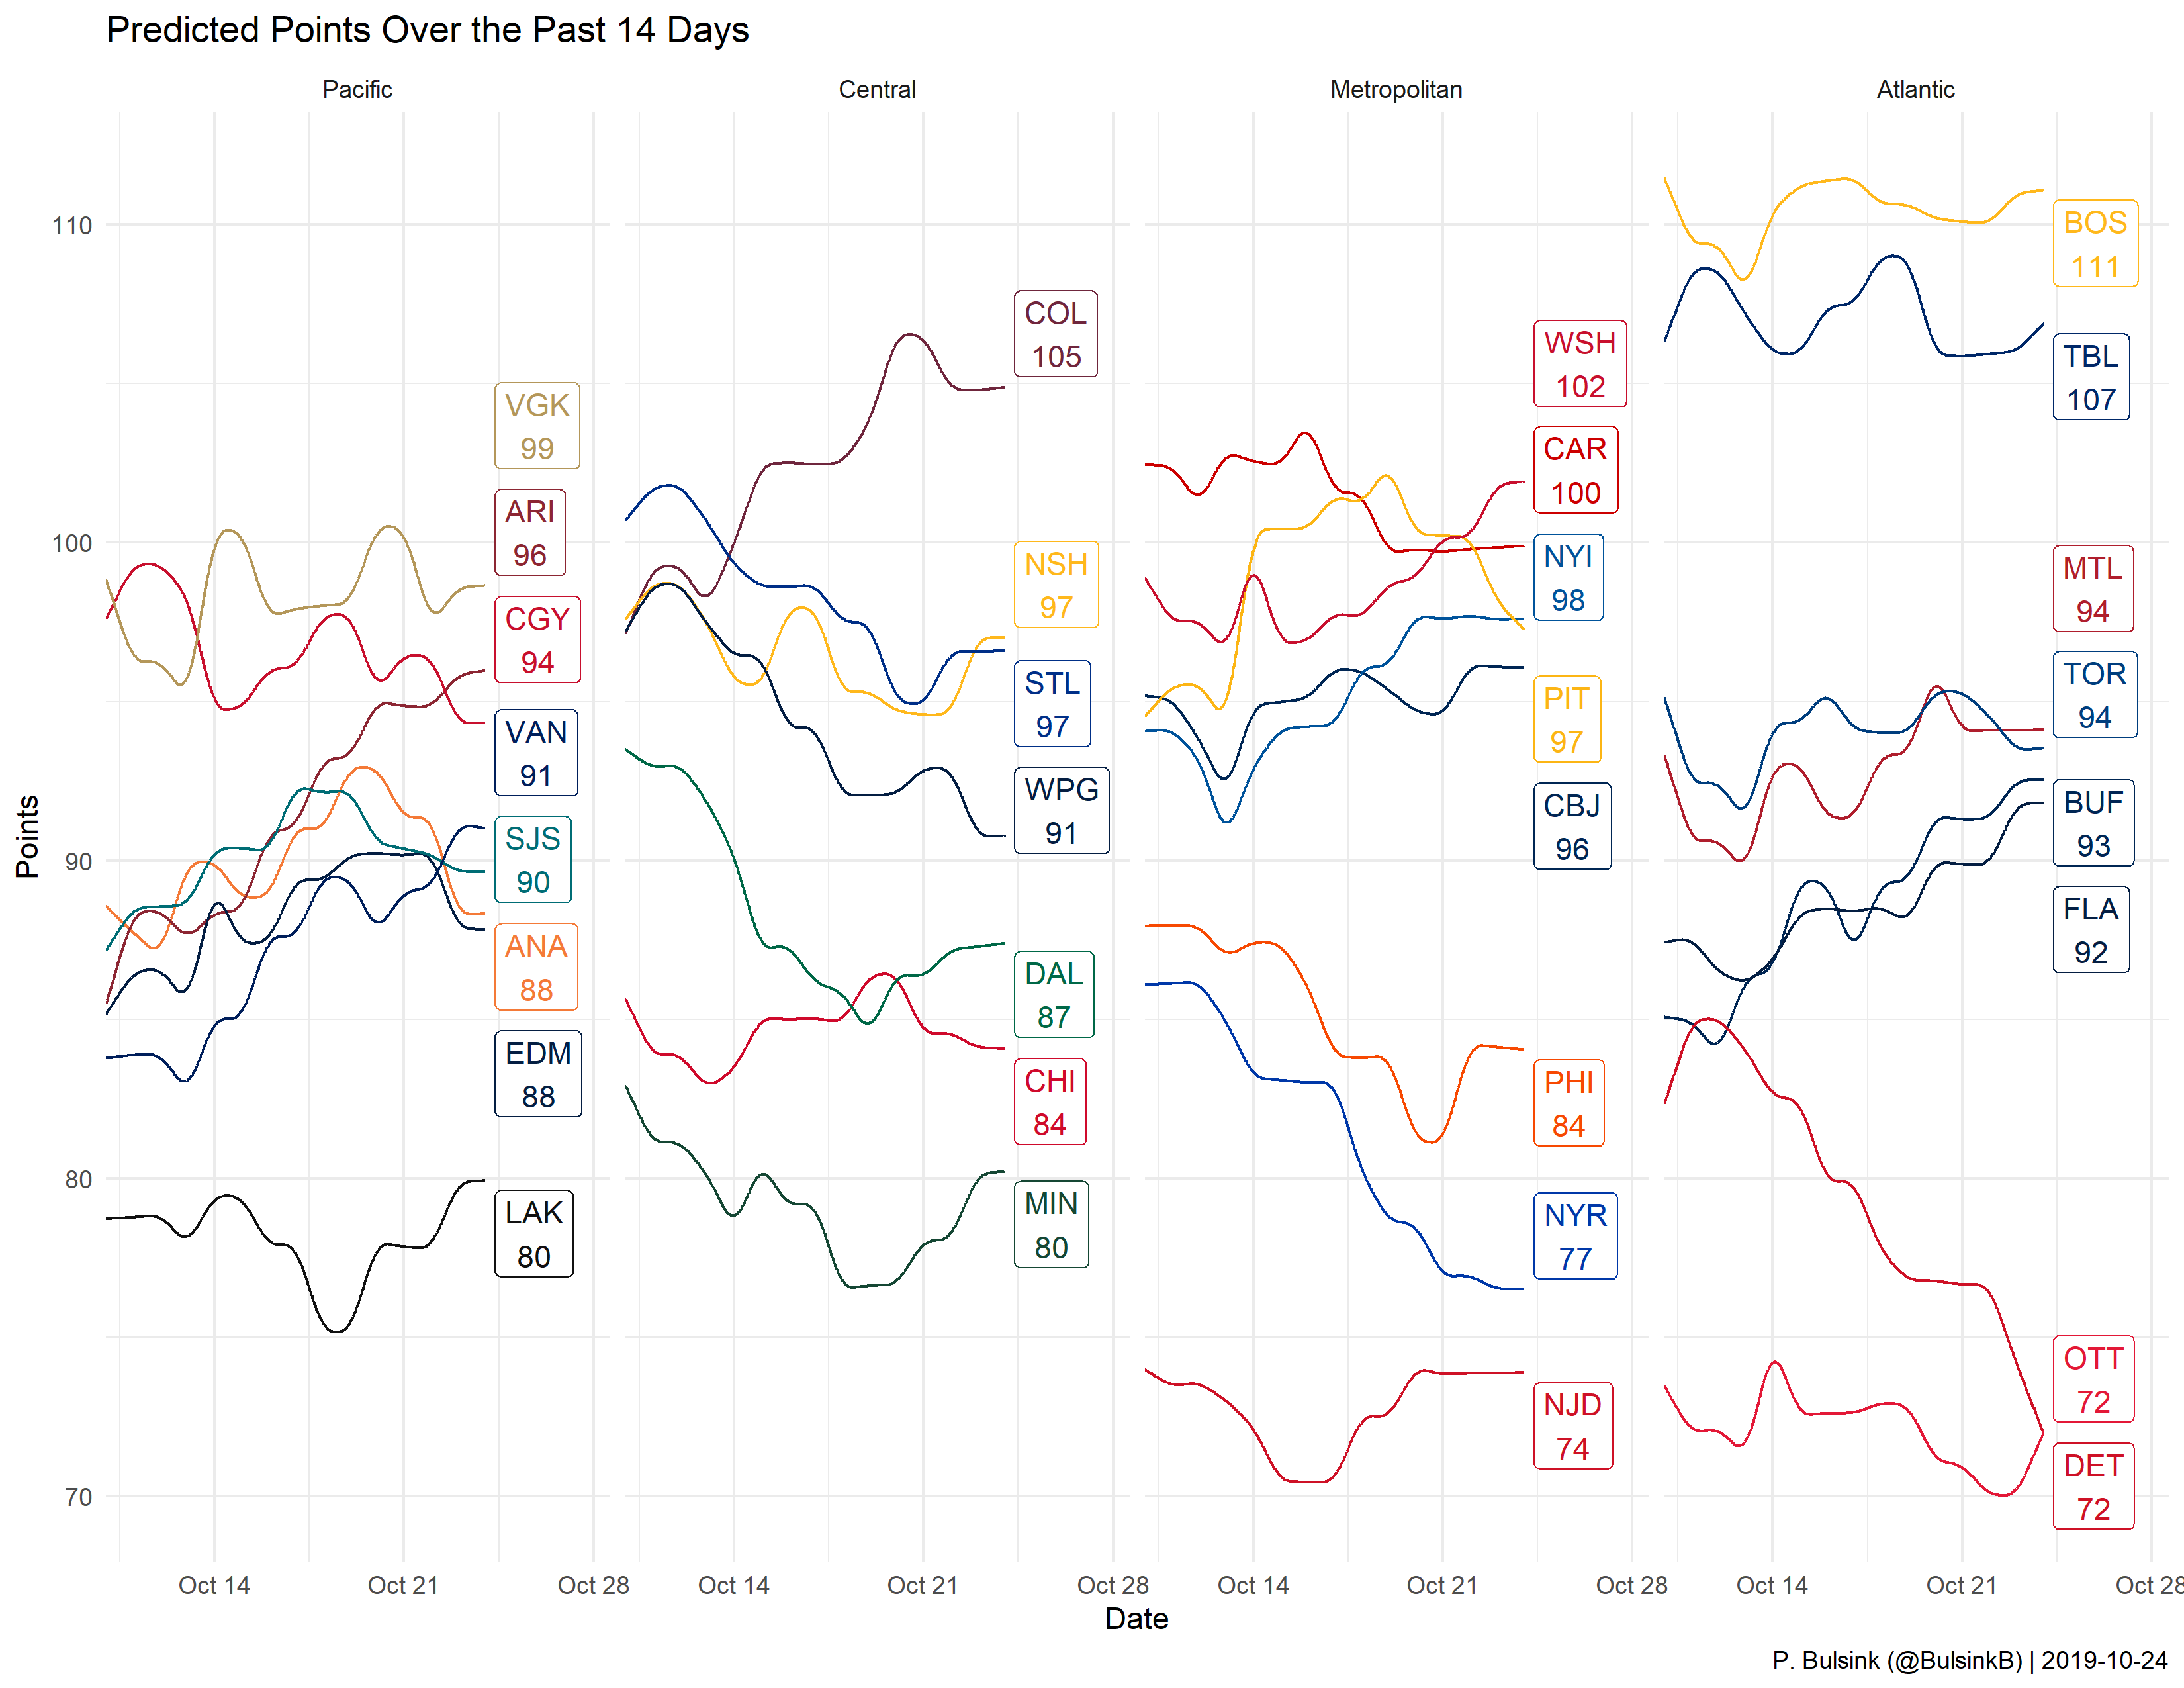 Predicted Points Over the Past 14 Days
Pacific
Central
Metropolitan
Atlantic
Points
110
100
90
80
70
VGK
99
ARI
96
CGY
94
VAN
91
SJS
90
ANA
88
EDM
88
LAK
80
COL
105
NSH
97
STL
97
WPG
91
DAL
87
CHI
84
MIN
80
WSH
102
CAR
100
NYI
98
PIT
97
CBJ
96
PHI
84
NYR
77
NJD
74
BOS
111
TBL
107
MTL
94
TOR
94
BUF
93
FLA
92
OTT
72
DET
72
Oct 14 Oct 21 Oct 28 Oct 14 Oct 21 Oct 28 Oct 14 Oct 21 Oct 28 Oct 14 Oct 21 Oct 28
Date
P. Bulsink (@BulsinkB) | 2019-10-24